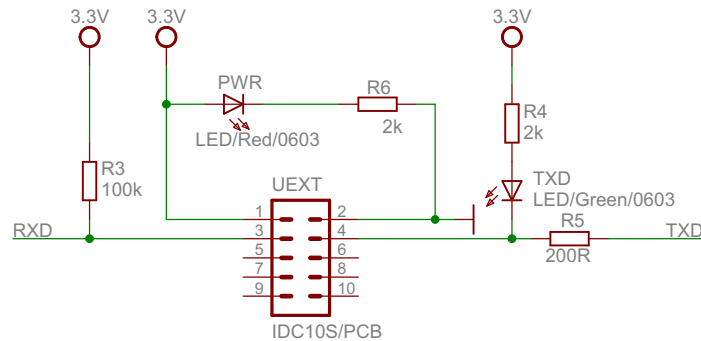 3.3V 3.3V 3.3V
PWR
R6
2k
LED/Red/0603
R4
2k
R3
100k
UEXT
TXD
LED/Green/0603
1 2
RXD 3 4 R5 TXD
200R
5 6
7 8
9 10
IDC10S/PCB